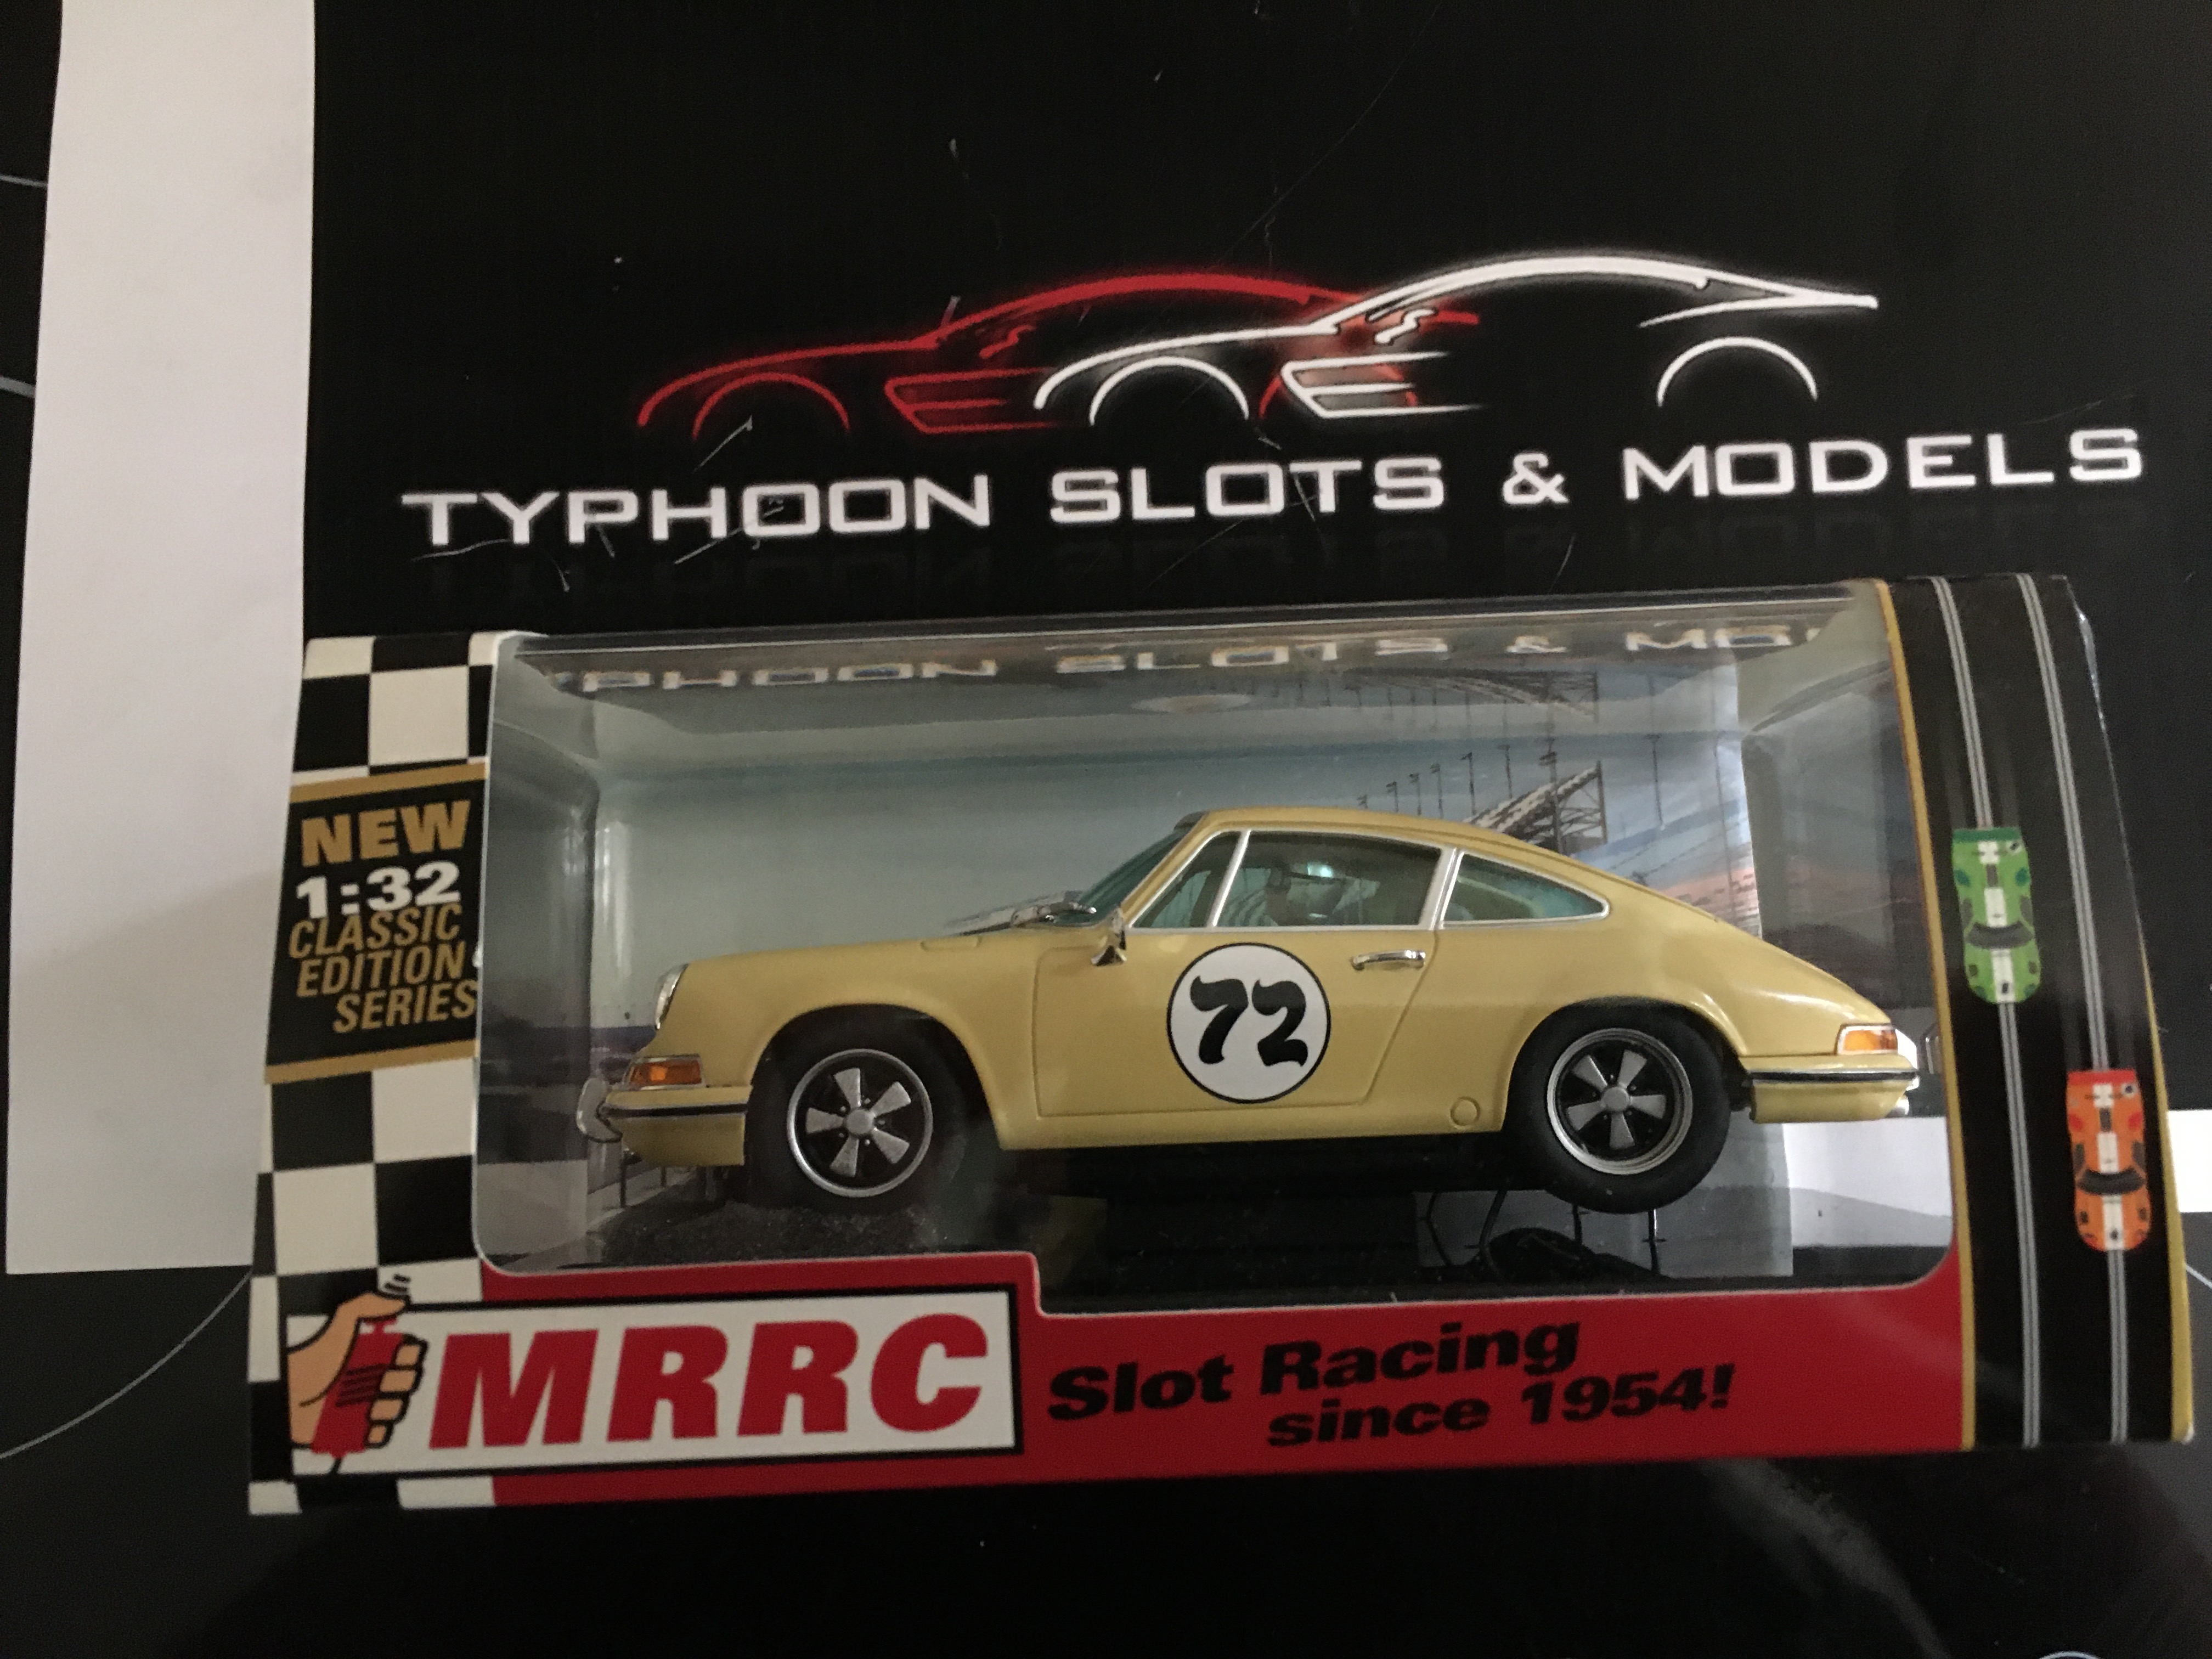 TYPHOON SLOTS & MODELS
NEW
1:32
CLASSIC
EDITION
SERIES
72
MRRC
Slot Racing
since 1954!